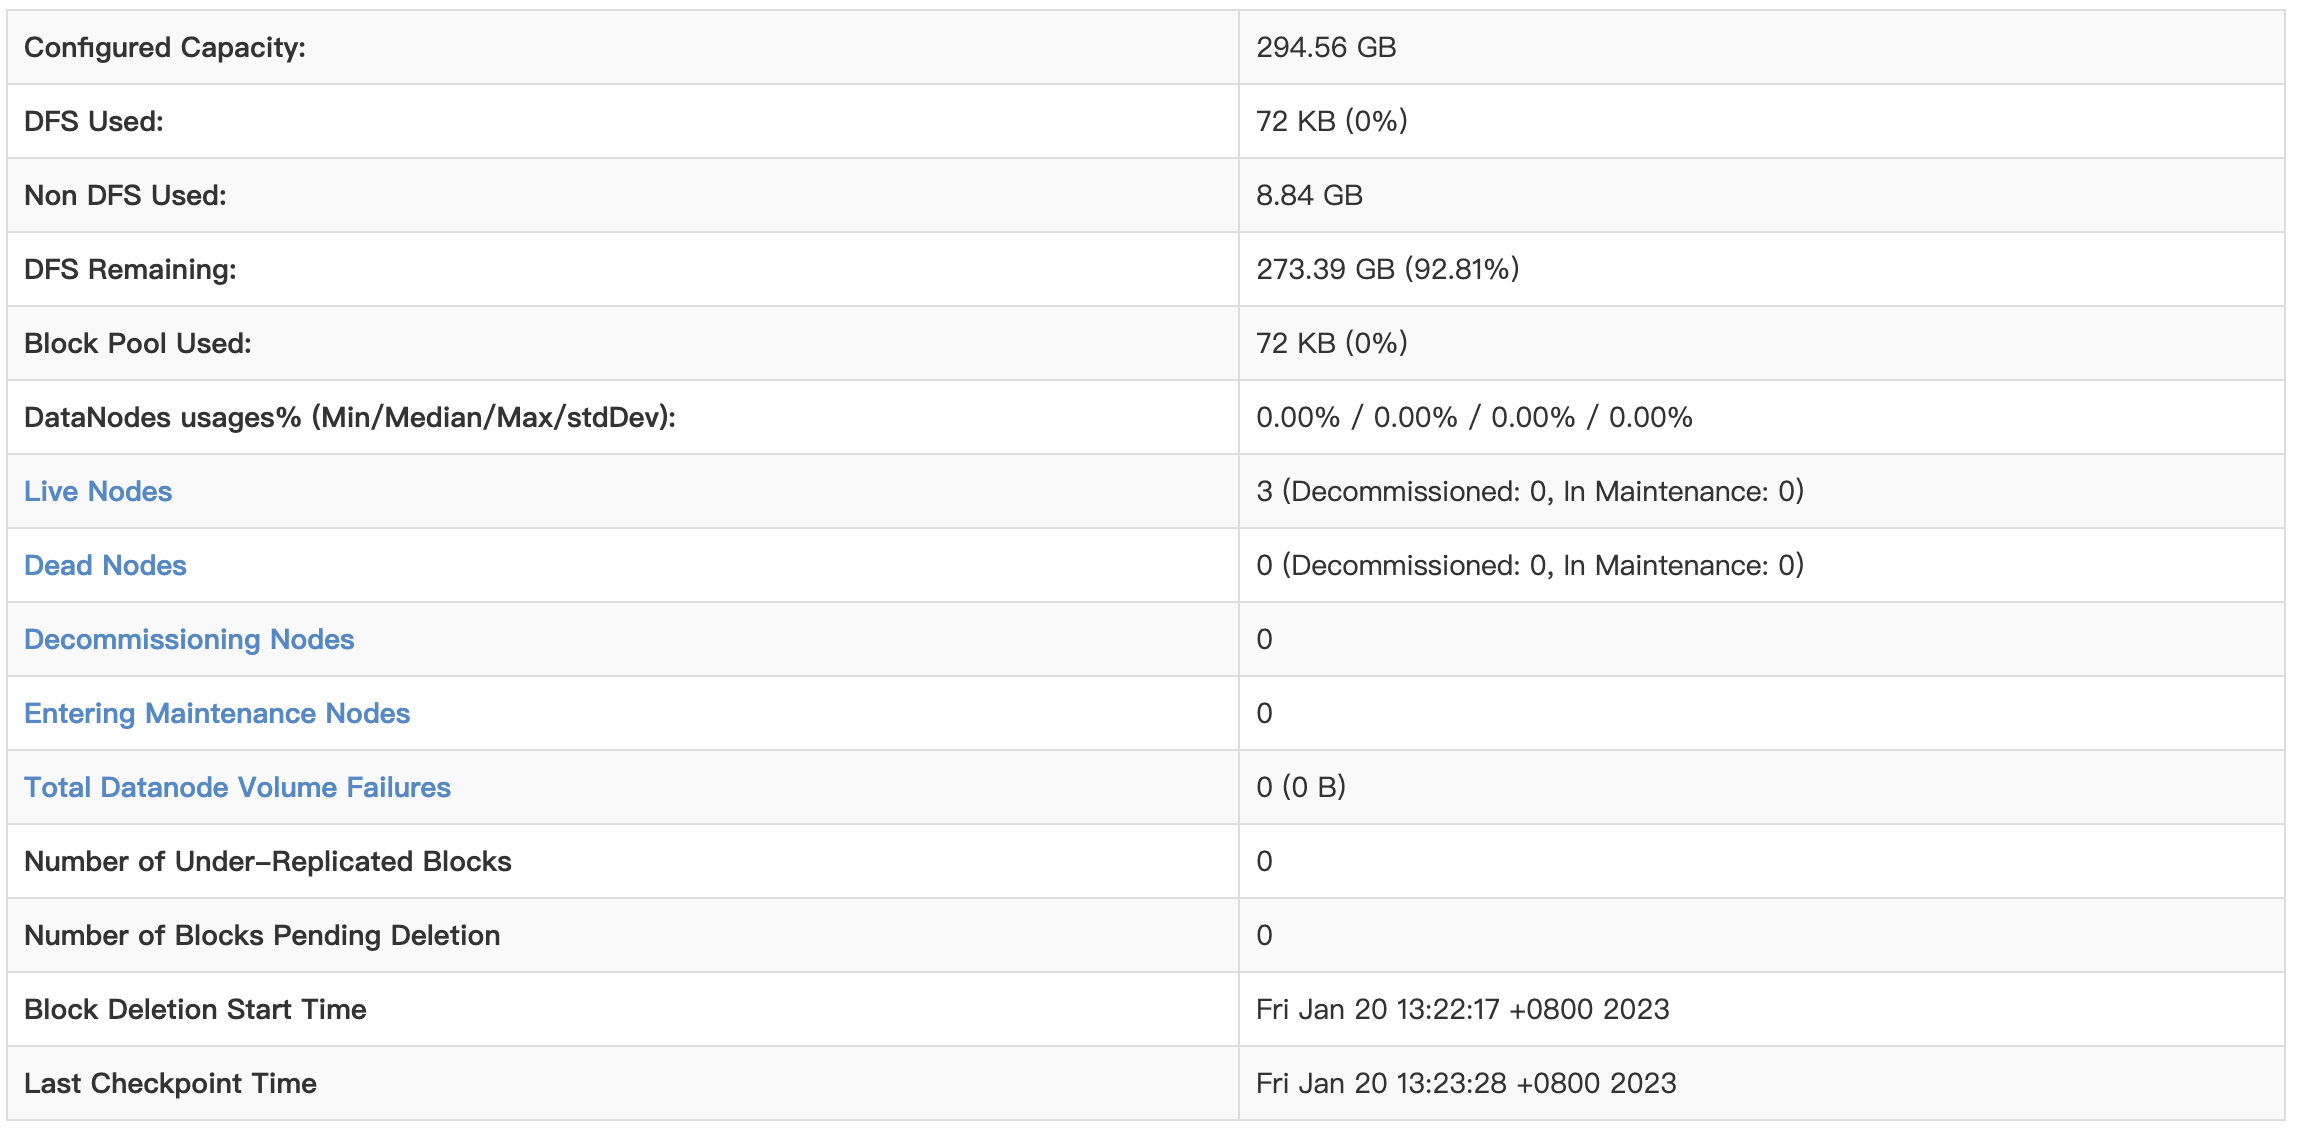 Configured Capacity: 294.56 GB
DFS Used: 72 KB (0%)
Non DFS Used: 8.84 GB
DFS Remaining: 273.39 GB (92.81%)
Block Pool Used: 72 KB (0%)
DataNodes usages% (Min/Median/Max/stdDev): 0.00% / 0.00% / 0.00% / 0.00%
Live Nodes 3 (Decommissioned: 0, In Maintenance: 0)
Dead Nodes 0 (Decommissioned: 0, In Maintenance: 0)
Decommissioning Nodes 0
Entering Maintenance Nodes 0
Total Datanode Volume Failures 0 (0 B)
Number of Under-Replicated Blocks 0
Number of Blocks Pending Deletion 0
Block Deletion Start Time Fri Jan 20 13:22:17 +0800 2023
Last Checkpoint Time Fri Jan 20 13:23:28 +0800 2023